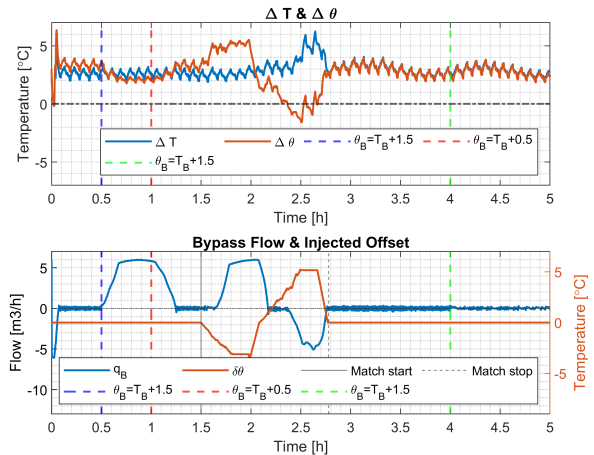 Δ T & Δ θ
Temperature [°C]
5
0
-5
Δ T
Δ θ
θB=TB+1.5
θB=TB+0.5
θB=TB+1.5
0 0.5 1 1.5 2 2.5 3 3.5 4 4.5 5
Time [h]
Bypass Flow & Injected Offset
Flow [m3/h]
Temperature [°C]
5
0
-5
-10
5
0
-5
qB
δθ
Match start
Match stop
θB=TB+1.5
θB=TB+0.5
θB=TB+1.5
0 0.5 1 1.5 2 2.5 3 3.5 4 4.5 5
Time [h]